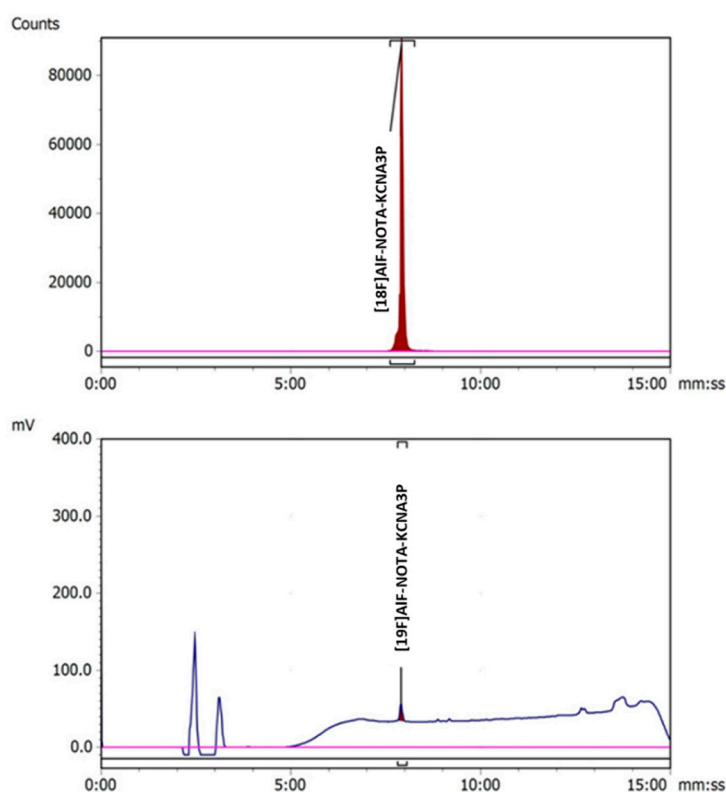 Counts
80000
60000
40000
20000
0
[18F]AlF-NOTA-KCNA3P
0:00 5:00 10:00 15:00 mm:ss
mV
400.0
300.0
200.0
100.0
0.0
[19F]AlF-NOTA-KCNA3P
0:00 5:00 10:00 15:00 mm:ss